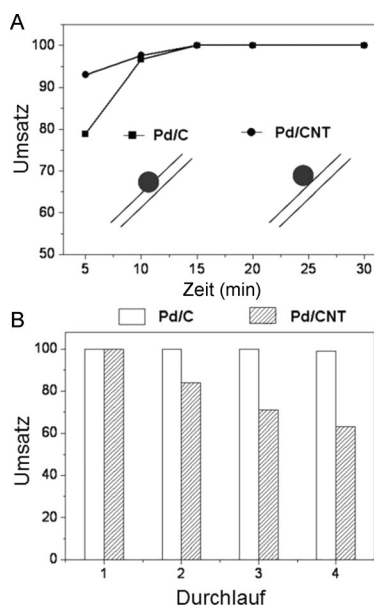 A
100
90
80
70
60
50
Umsatz
Pd/C
Pd/CNT
5
10
15
20
25
30
Zeit (min)
B
Pd/C
Pd/CNT
100
80
60
40
20
0
Umsatz
1
2
3
4
Durchlauf